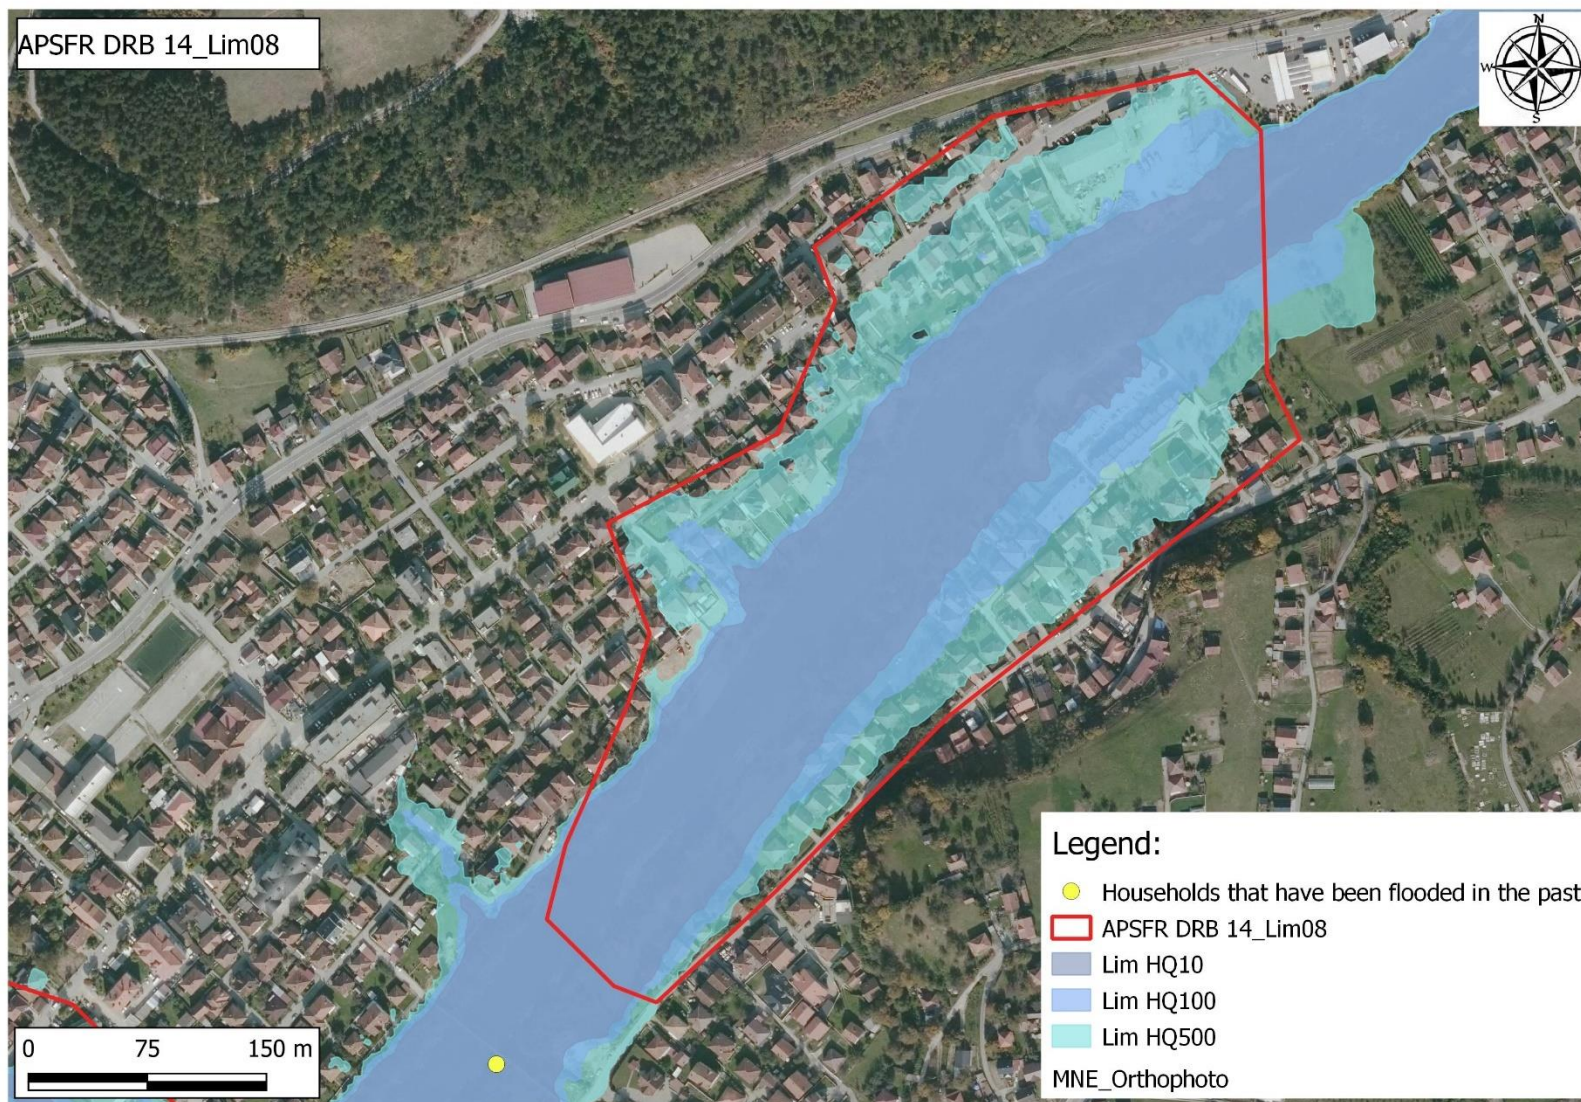 APSFR DRB 14_Lim08
N
W
S
Legend:
Households that have been flooded in the past
APSFR DRB 14_Lim08
Lim HQ10
Lim HQ100
Lim HQ500
MNE_Orthophoto
0 75 150 m